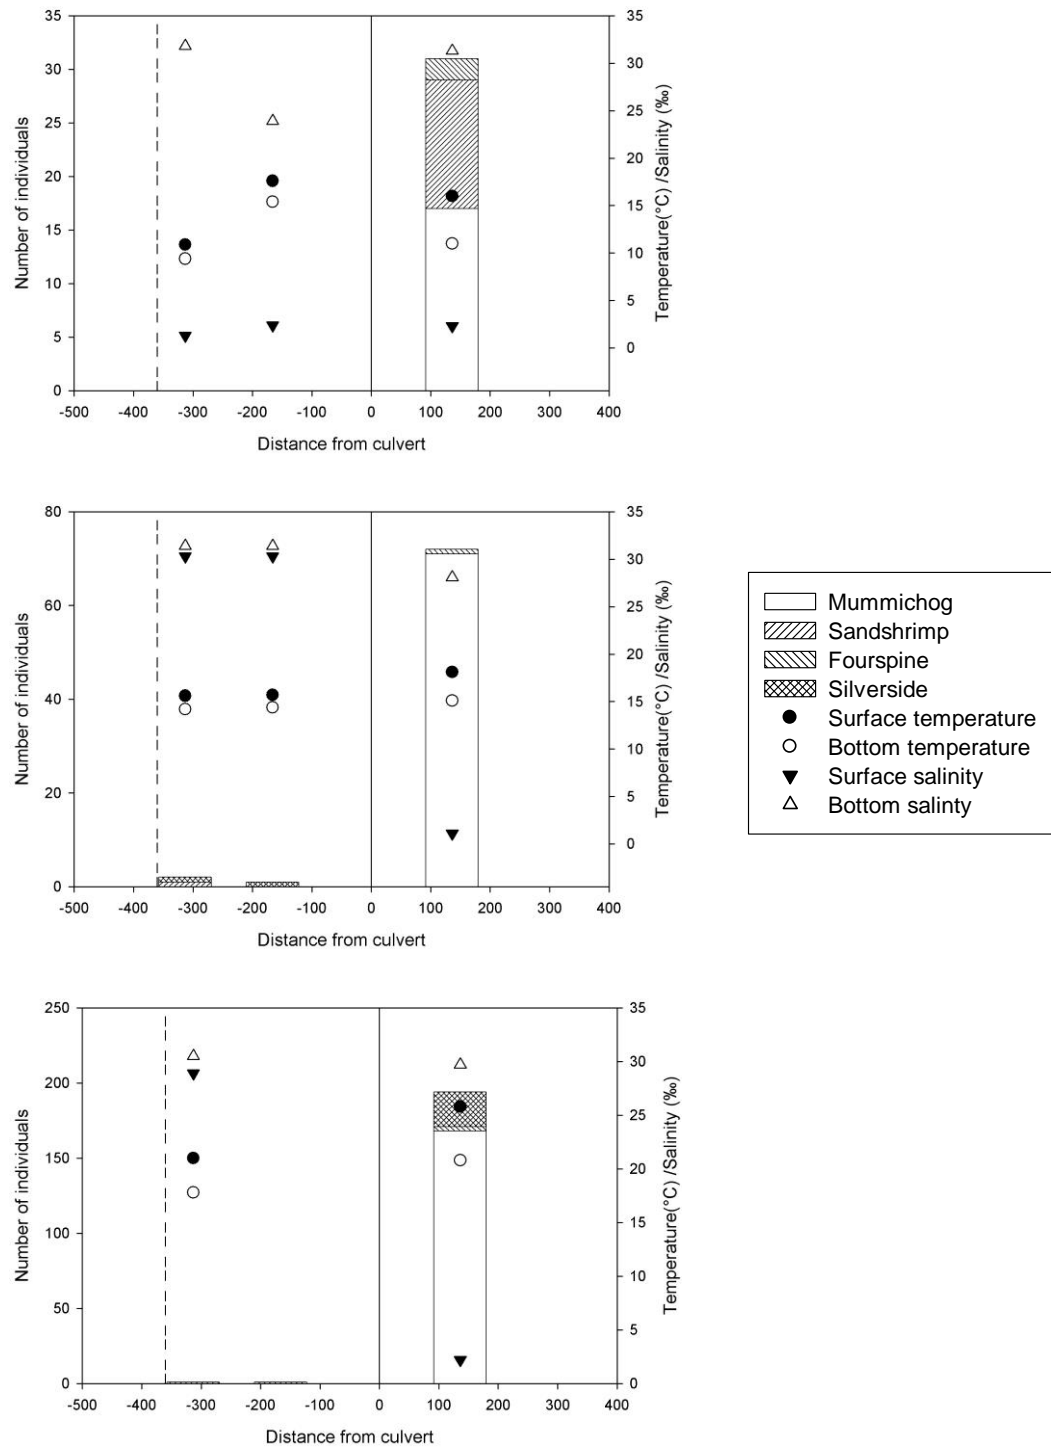 35
30
25
20
15
10
5
0
Number of individuals
35
30
25
20
15
10
5
0
Temperature(°C) /Salinity (‰)
-500 -400 -300 -200 -100 0 100 200 300 400
Distance from culvert
80
60
40
20
0
Number of individuals
35
30
25
20
15
10
5
0
Temperature(°C) /Salinity (‰)
-500 -400 -300 -200 -100 0 100 200 300 400
Distance from culvert
Mummichog
Sandshrimp
Fourspine
Silverside
Surface temperature
Bottom temperature
Surface salinity
Bottom salinty
250
200
150
100
50
0
Number of individuals
35
30
25
20
15
10
5
0
Temperature(°C) /Salinity (‰)
-500 -400 -300 -200 -100 0 100 200 300 400
Distance from culvert